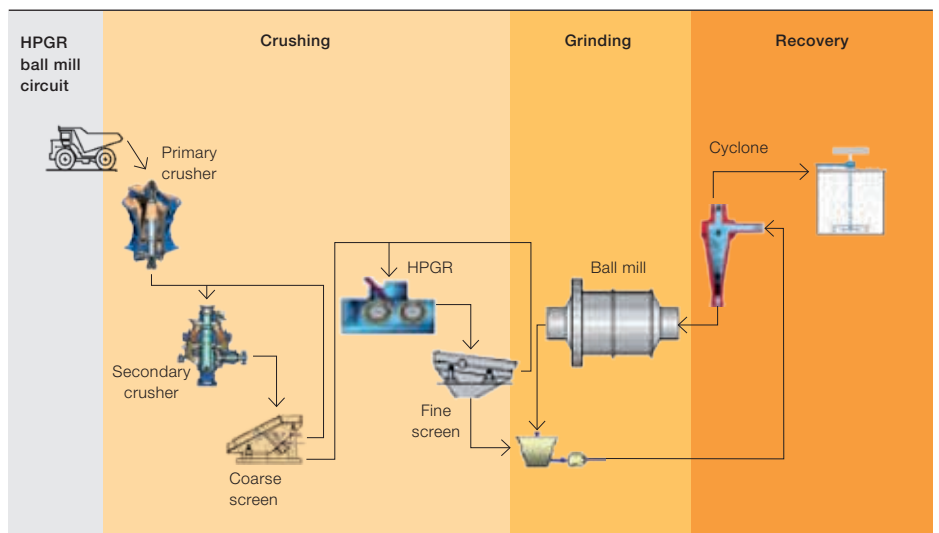 HPGR
ball mill
circuit
Crushing
Grinding
Recovery
Primary
crusher
Cyclone
HPGR
Ball mill
Secondary
crusher
Fine
screen
Coarse
screen